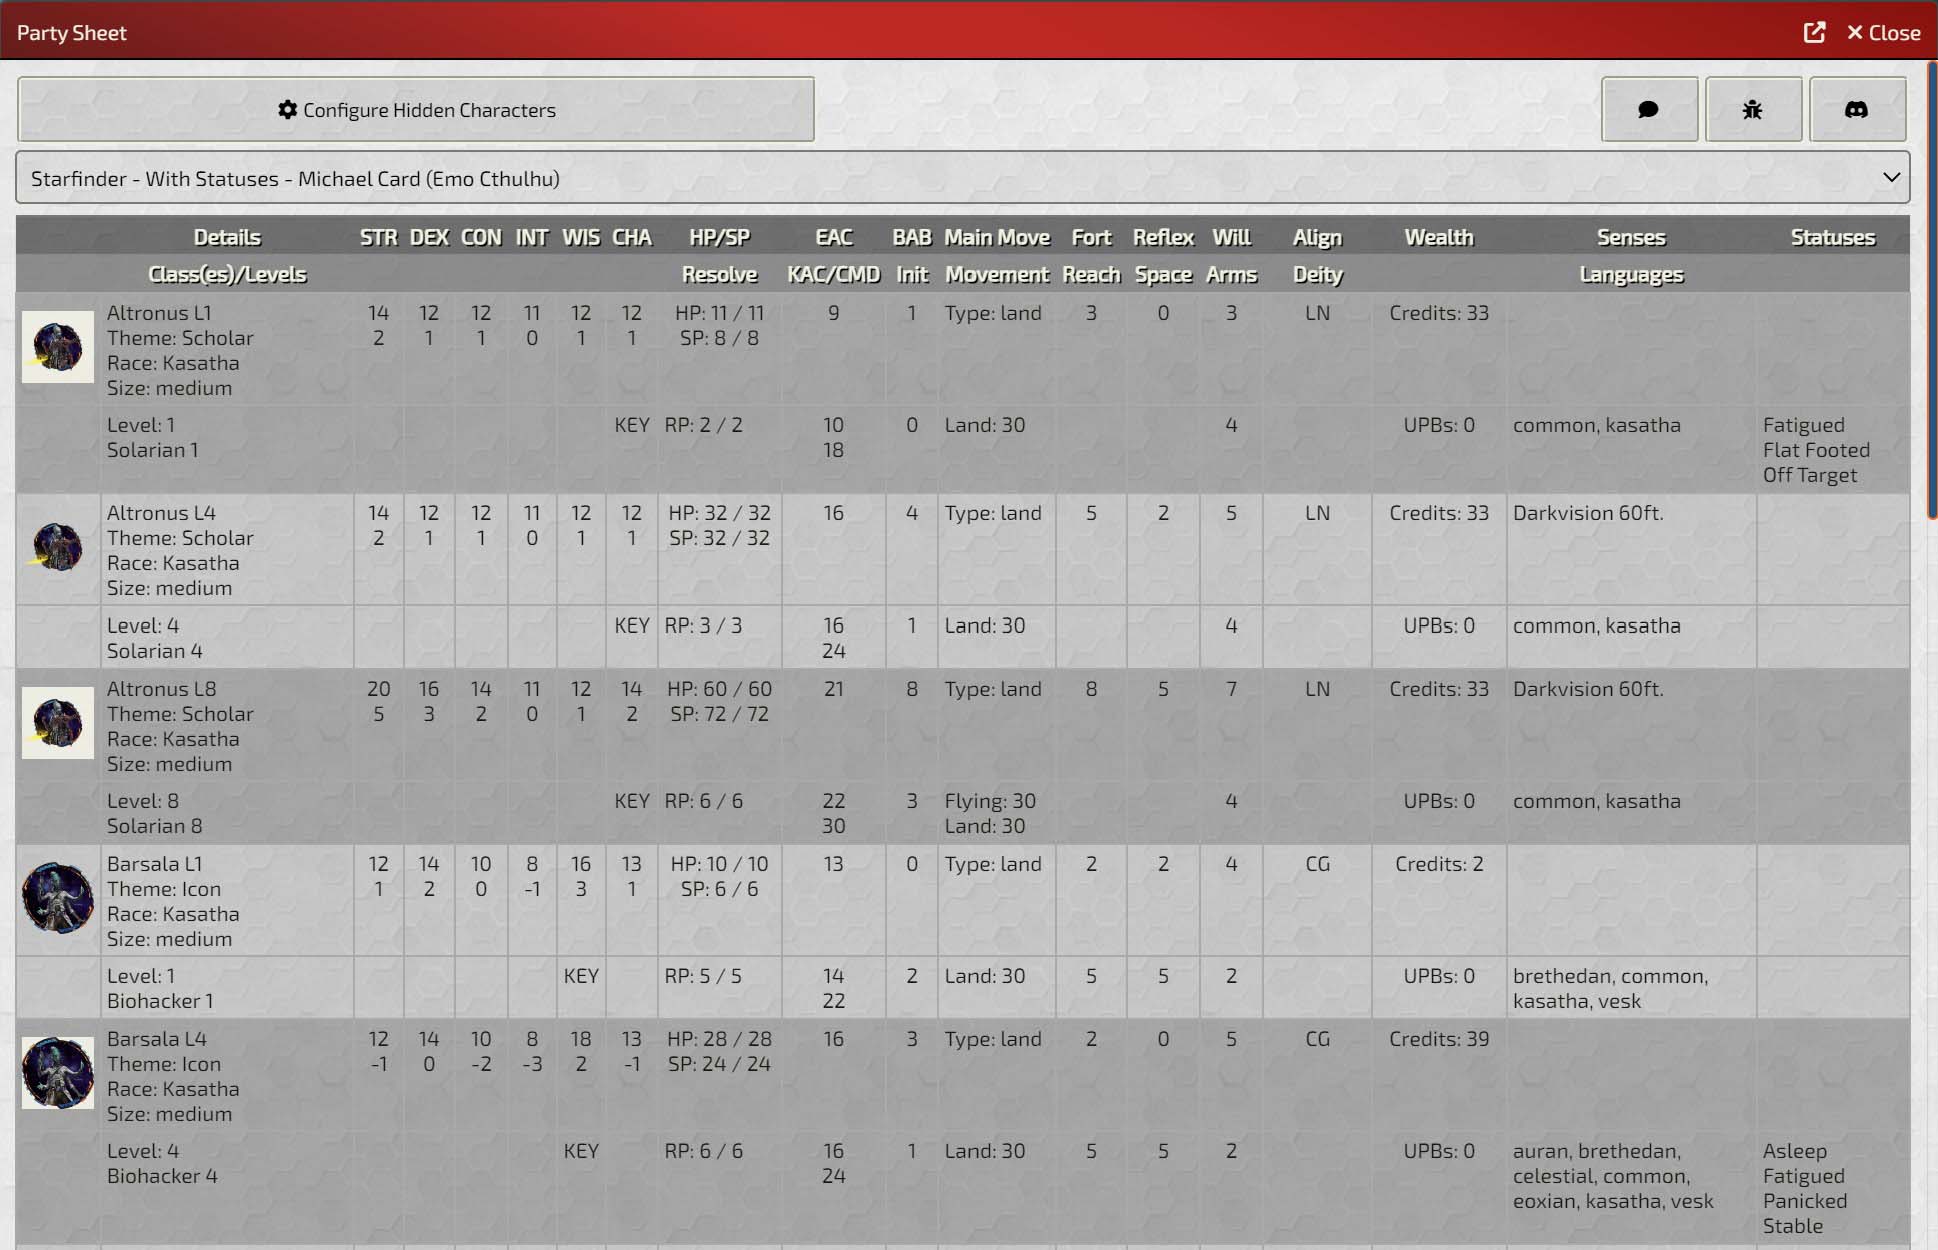 Party Sheet
Close
Configure Hidden Characters
Starfinder - With Statuses - Michael Card (Emo Cthulhu)
Details STR DEX CON INT WIS CHA HP/SP EAC BAB Main Move Fort Reflex Will Align Wealth Senses Statuses
Class(es)/Levels Resolve KAC/CMD Init Movement Reach Space Arms Deity Languages
Altronus L1 14 12 12 11 12 12 HP: 11 / 11 9 1 Type: land 3 0 3 LN Credits: 33
Theme: Scholar 2 1 1 0 1 1 SP: 8 / 8
Race: Kasatha
Size: medium
Level: 1 KEY RP: 2 / 2 10 0 Land: 30 4 UPBs: 0 common, kasatha Fatigued
Solarian 1 18 Flat Footed
Off Target
Altronus L4 14 12 12 11 12 12 HP: 32 / 32 16 4 Type: land 5 2 5 LN Credits: 33 Darkvision 60ft.
Theme: Scholar 2 1 1 0 1 1 SP: 32 / 32
Race: Kasatha
Size: medium
Level: 4 KEY RP: 3 / 3 16 1 Land: 30 4 UPBs: 0 common, kasatha
Solarian 4 24
Altronus L8 20 16 14 11 12 14 HP: 60 / 60 21 8 Type: land 8 5 7 LN Credits: 33 Darkvision 60ft.
Theme: Scholar 5 3 2 0 1 2 SP: 72 / 72
Race: Kasatha
Size: medium
Level: 8 KEY RP: 6 / 6 22 3 Flying: 30 4 UPBs: 0 common, kasatha
Solarian 8 30 Land: 30
Barsala L1 12 14 10 8 16 13 HP: 10 / 10 13 0 Type: land 2 2 4 CG Credits: 2
Theme: Icon 1 2 0 -1 3 1 SP: 6 / 6
Race: Kasatha
Size: medium
Level: 1 KEY RP: 5 / 5 14 2 Land: 30 5 5 2 UPBs: 0 brethedan, common,
Biohacker 1 22 kasatha, vesk
Barsala L4 12 14 10 8 18 13 HP: 28 / 28 16 3 Type: land 2 0 5 CG Credits: 39
Theme: Icon -1 0 -2 -3 2 -1 SP: 24 / 24
Race: Kasatha
Size: medium
Level: 4 KEY RP: 6 / 6 16 1 Land: 30 5 5 2 UPBs: 0 auran, brethedan, Asleep
Biohacker 4 24 celestial, common, Fatigued
eoxian, kasatha, vesk Panicked
Stable